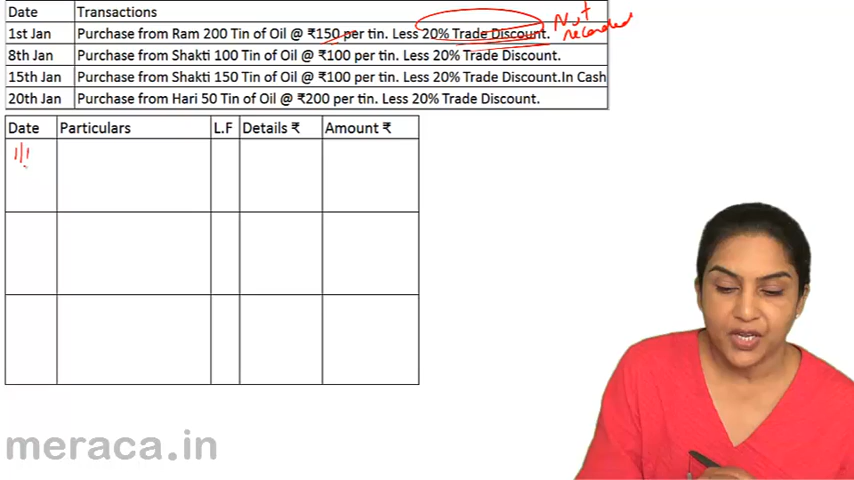 Date Transactions
1st Jan Purchase from Ram 200 Tin of Oil @ ₹150 per tin. Less 20% Trade Discount. Not recorded
8th Jan Purchase from Shakti 100 Tin of Oil @ ₹100 per tin. Less 20% Trade Discount.
15th Jan Purchase from Shakti 150 Tin of Oil @ ₹100 per tin. Less 20% Trade Discount.In Cash
20th Jan Purchase from Hari 50 Tin of Oil @ ₹200 per tin. Less 20% Trade Discount.
Date Particulars L.F Details ₹ Amount ₹
1/1
meraca.in